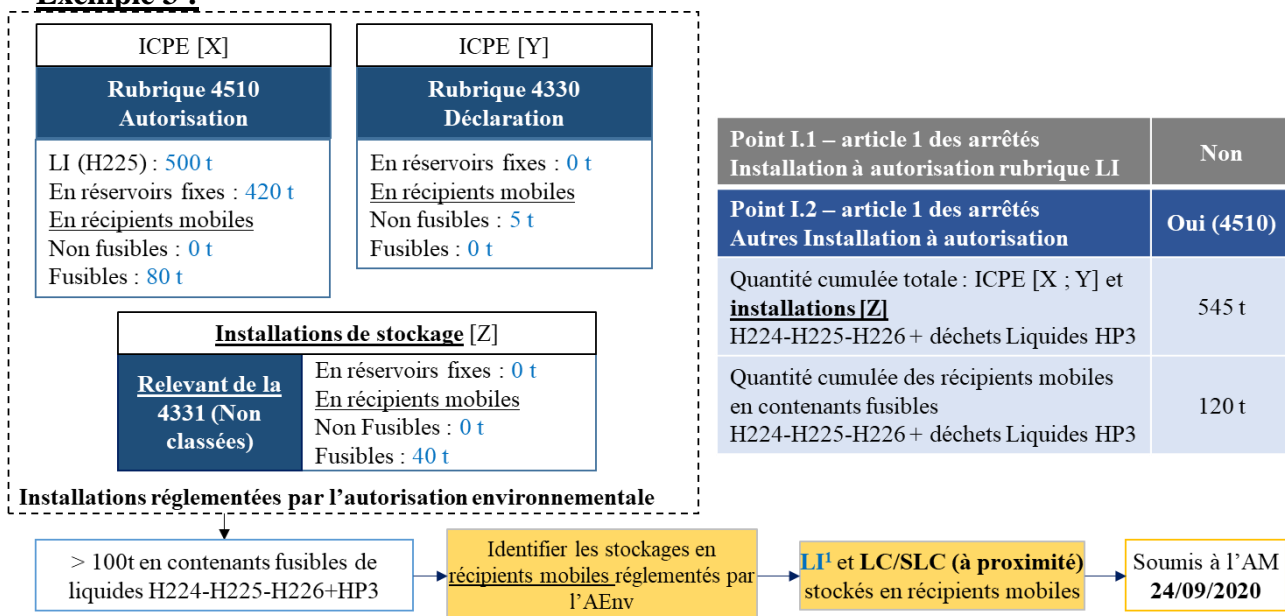 Exemple 3 :
ICPE [X]
Rubrique 4510
Autorisation
LI (H225) : 500 t
En réservoirs fixes : 420 t
En récipients mobiles
Non fusibles : 0 t
Fusibles : 80 t
ICPE [Y]
Rubrique 4330
Déclaration
En réservoirs fixes : 0 t
En récipients mobiles
Non fusibles : 5 t
Fusibles : 0 t
Installations de stockage [Z]
Relevant de la
4331 (Non
classées)
En réservoirs fixes : 0 t
En récipients mobiles
Non Fusibles : 0 t
Fusibles : 40 t
Installations réglementées par l’autorisation environnementale
Point I.1 – article 1 des arrêtés
Installation à autorisation rubrique LI
Non
Point I.2 – article 1 des arrêtés
Autres Installation à autorisation
Oui (4510)
Quantité cumulée totale : ICPE [X ; Y] et
installations [Z]
H224-H225-H226 + déchets Liquides HP3
545 t
Quantité cumulée des récipients mobiles
en contenants fusibles
H224-H225-H226 + déchets Liquides HP3
120 t
> 100t en contenants fusibles de
liquides H224-H225-H226+HP3
Identifier les stockages en
récipients mobiles réglementés par
l’AEnv
LI¹ et LC/SLC (à proximité)
stockés en récipients mobiles
Soumis à l’AM
24/09/2020